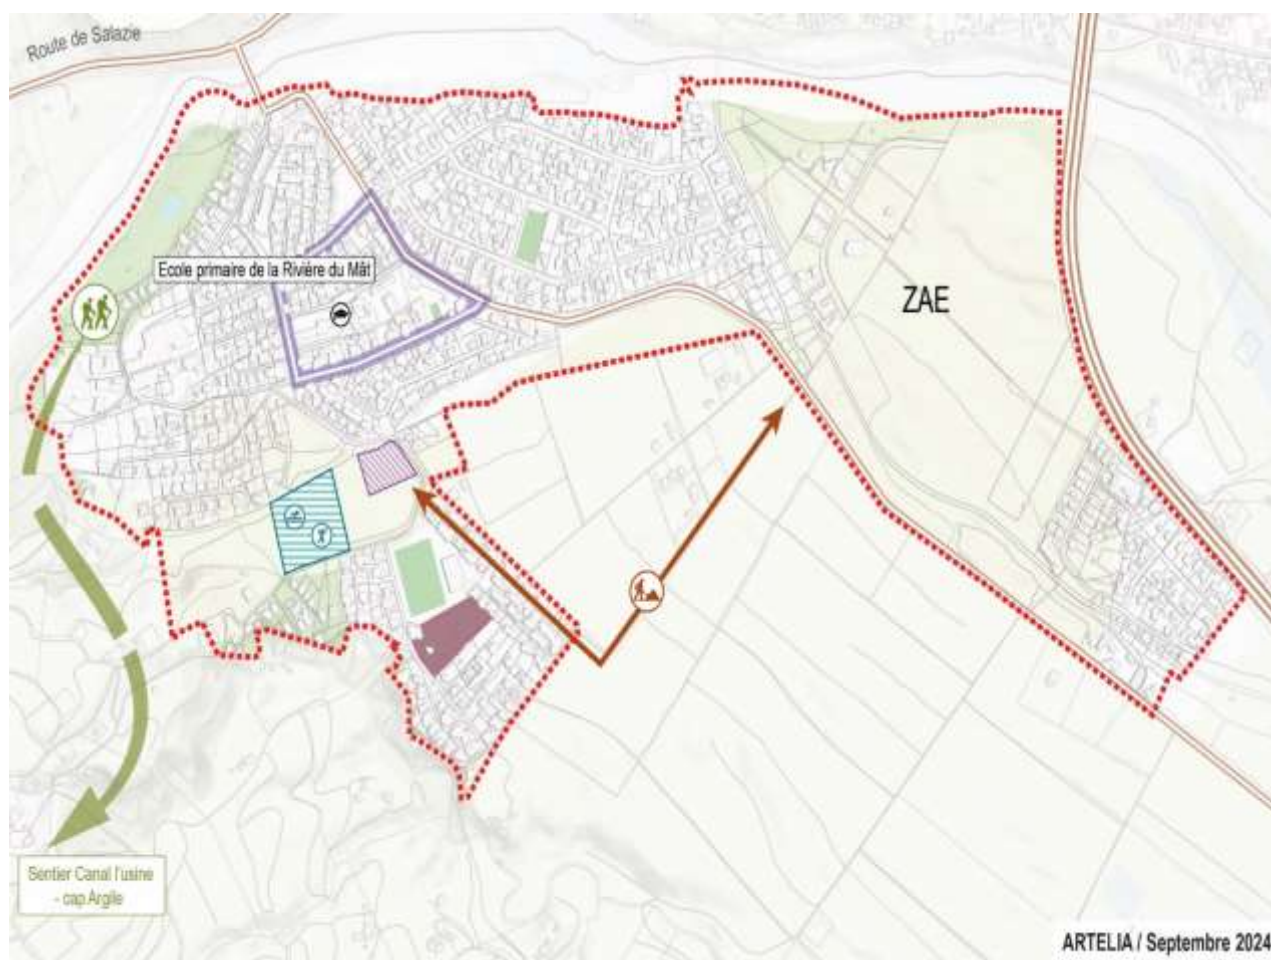 Route de Salazie
Ecole primaire de la Rivière du Mât
ZAE
Sentier Canal l'usine
- cap Argile
ARTELIA / Septembre 2024